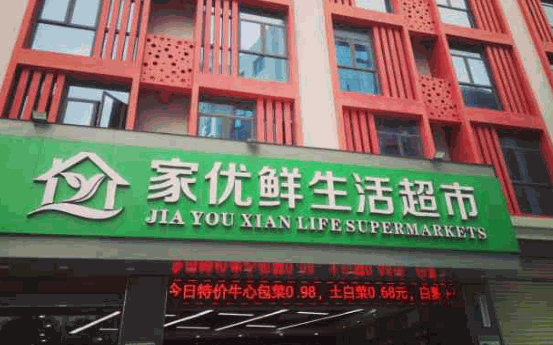 家优鲜生活超市
JIA YOU XIAN LIFE SUPERMARKETS
今日特价牛心包菜0.98，土白菜0.68元，白